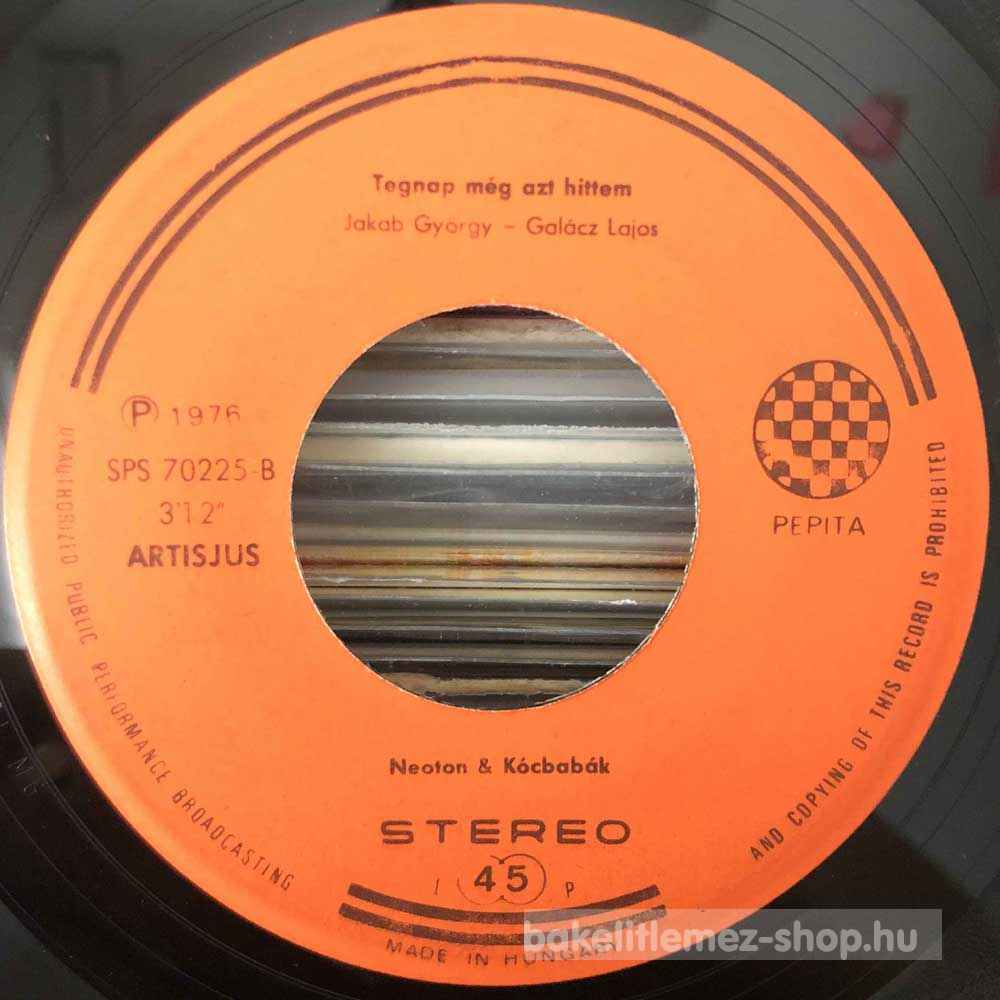 Tegnap még azt hittem
Jakab György – Galácz Lajos
Ⓟ 1976
SPS 70225-B
3'12"
ARTISJUS
PEPITA
Neoton & Kócbabák
STEREO
I 45 P
MADE IN HUNGARY
UNAUTHORIZED PUBLIC PERFORMANCE BROADCASTING
AND COPYING OF THIS RECORD IS PROHIBITED
bakelitlemez-shop.hu